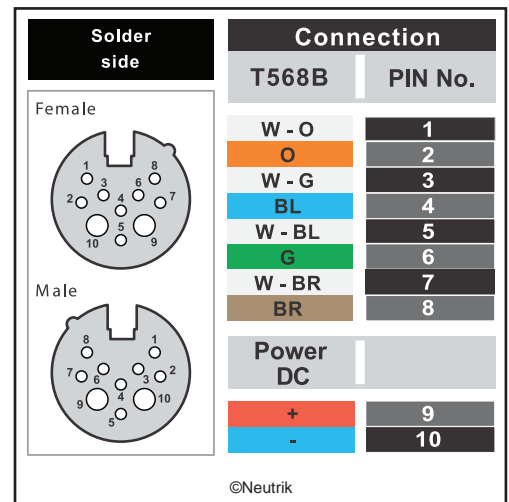 Solder
side
Connection
T568B PIN No.
Female
1 8
3 6
2 4 7
5
10 9
Male
8 1
7 6 3 2
4
9 10
5
W - O 1
O 2
W - G 3
BL 4
W - BL 5
G 6
W - BR 7
BR 8
Power
DC
+ 9
- 10
©Neutrik